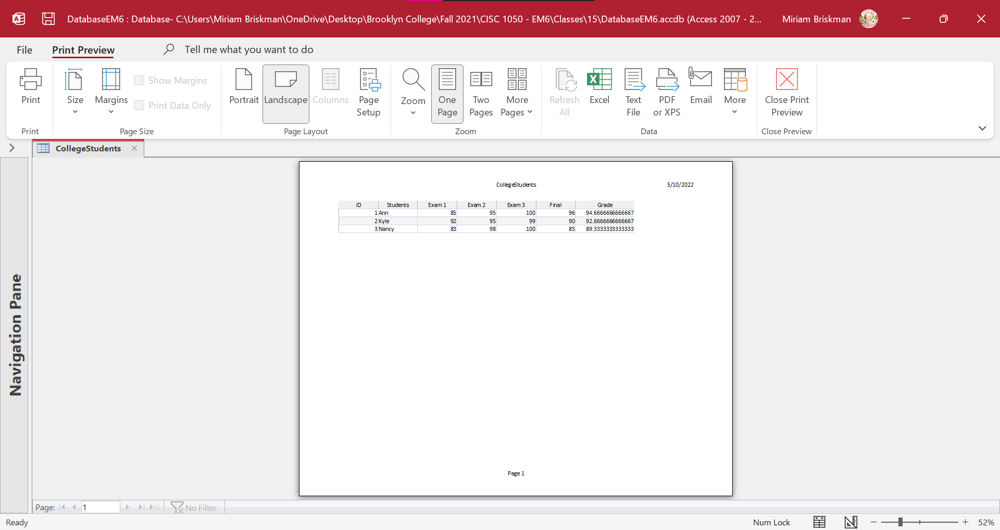 DatabaseEM6 : Database- C:\Users\Miriam Briskman\OneDrive\Desktop\Brooklyn College\Fall 2021\CISC 1050 - EM6\Classes\15\DatabaseEM6.accdb (Access 2007 - 2... Miriam Briskman
File Print Preview Tell me what you want to do
Print
Size
Margins
Show Margins
Print Data Only
Portrait
Landscape
Columns
Page
Setup
Zoom
One
Page
Two
Pages
More
Pages
Refresh
All
Excel
Text
File
PDF
or XPS
Email
More
Close Print
Preview
Print Page Size Page Layout Zoom Data Close Preview
CollegeStudents
Navigation Pane
CollegeStudents 5/10/2022
ID Students Exam 1 Exam 2 Exam 3 Final Grade
1 Ann 85 95 100 96 94.6666666666667
2 Kyle 92 95 99 90 92.6666666666667
3 Nancy 83 98 100 85 89.3333333333333
Page 1
Page: 1 No Filter
Ready Num Lock 52%